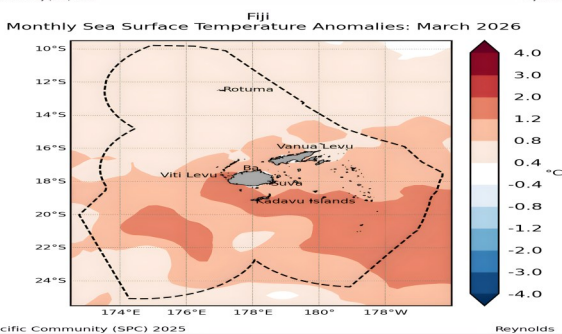 Fiji
Monthly Sea Surface Temperature Anomalies: March 2026
10°S
12°S
14°S
16°S
18°S
20°S
22°S
24°S
Rotuma
Vanua Levu
Ba
Viti Levu
Suva
Kadavu Islands
174°E
176°E
178°E
180°
178°W
4.0
3.0
2.0
1.2
0.8
0.4
-0.4
-0.8
-1.2
-2.0
-3.0
-4.0
°C
cific Community (SPC) 2025
Reynolds